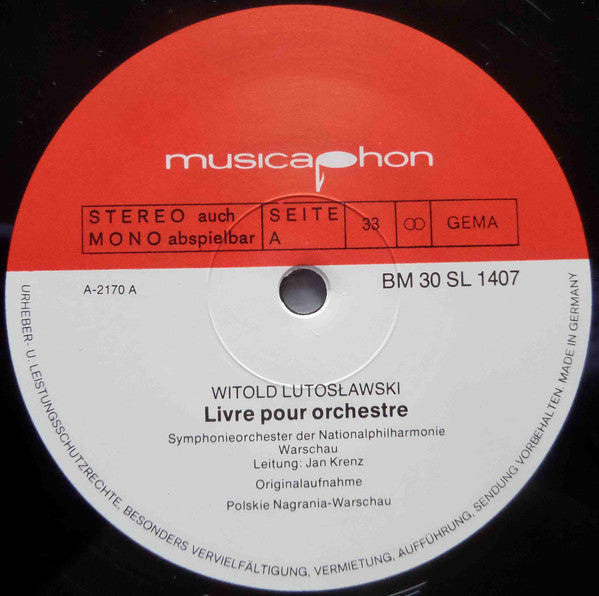 musicaphon
STEREO auch
MONO abspielbar
SEITE
A
33
GEMA
A-2170 A
BM 30 SL 1407
WITOLD LUTOSŁAWSKI
Livre pour orchestre
Symphonieorchester der Nationalphilharmonie
Warschau
Leitung: Jan Krenz
Originalaufnahme
Polskie Nagrania-Warschau
URHEBER- U. LEISTUNGSSCHUTZRECHTE, BESONDERS VERVIELFÄLTIGUNG, VERMIETUNG, AUFFÜHRUNG, SENDUNG VORBEHALTEN. MADE IN GERMANY